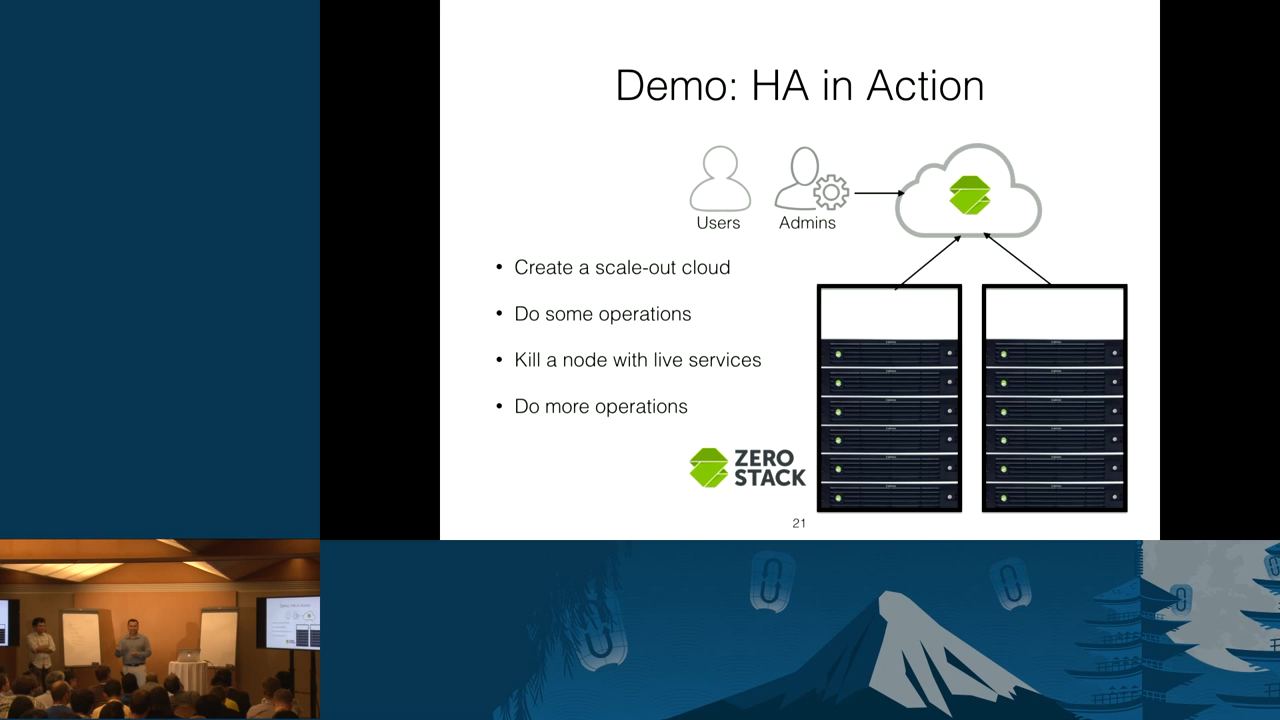 Demo: HA in Action
Users
Admins
• Create a scale-out cloud
• Do some operations
• Kill a node with live services
• Do more operations
ZERO
STACK
21